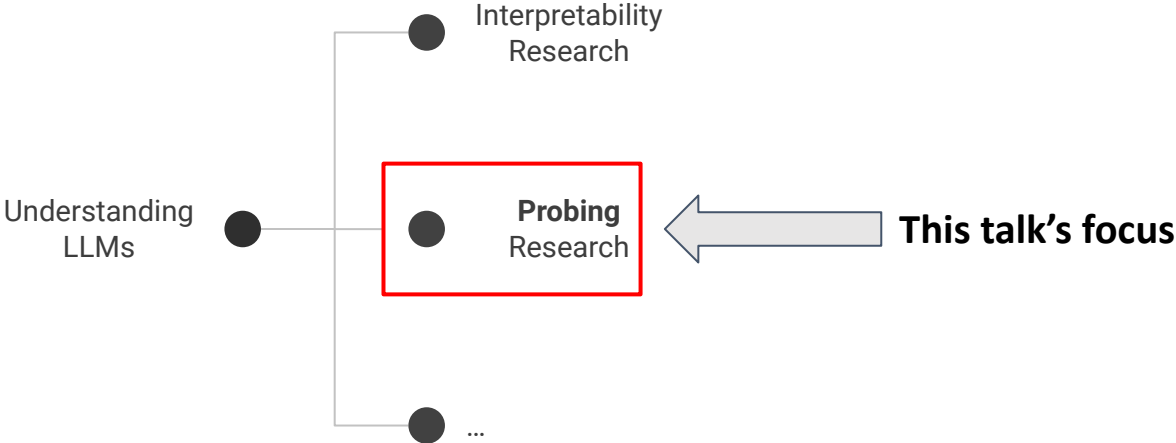 Interpretability
Research
Understanding
LLMs
Probing
Research
This talk’s focus
...